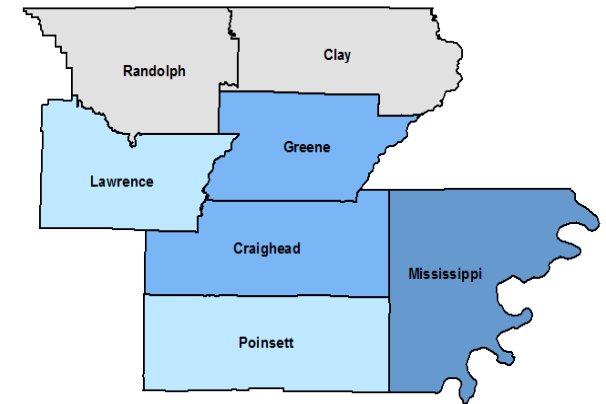 Clay
Randolph
Greene
Lawrence
Craighead
Mississippi
Poinsett